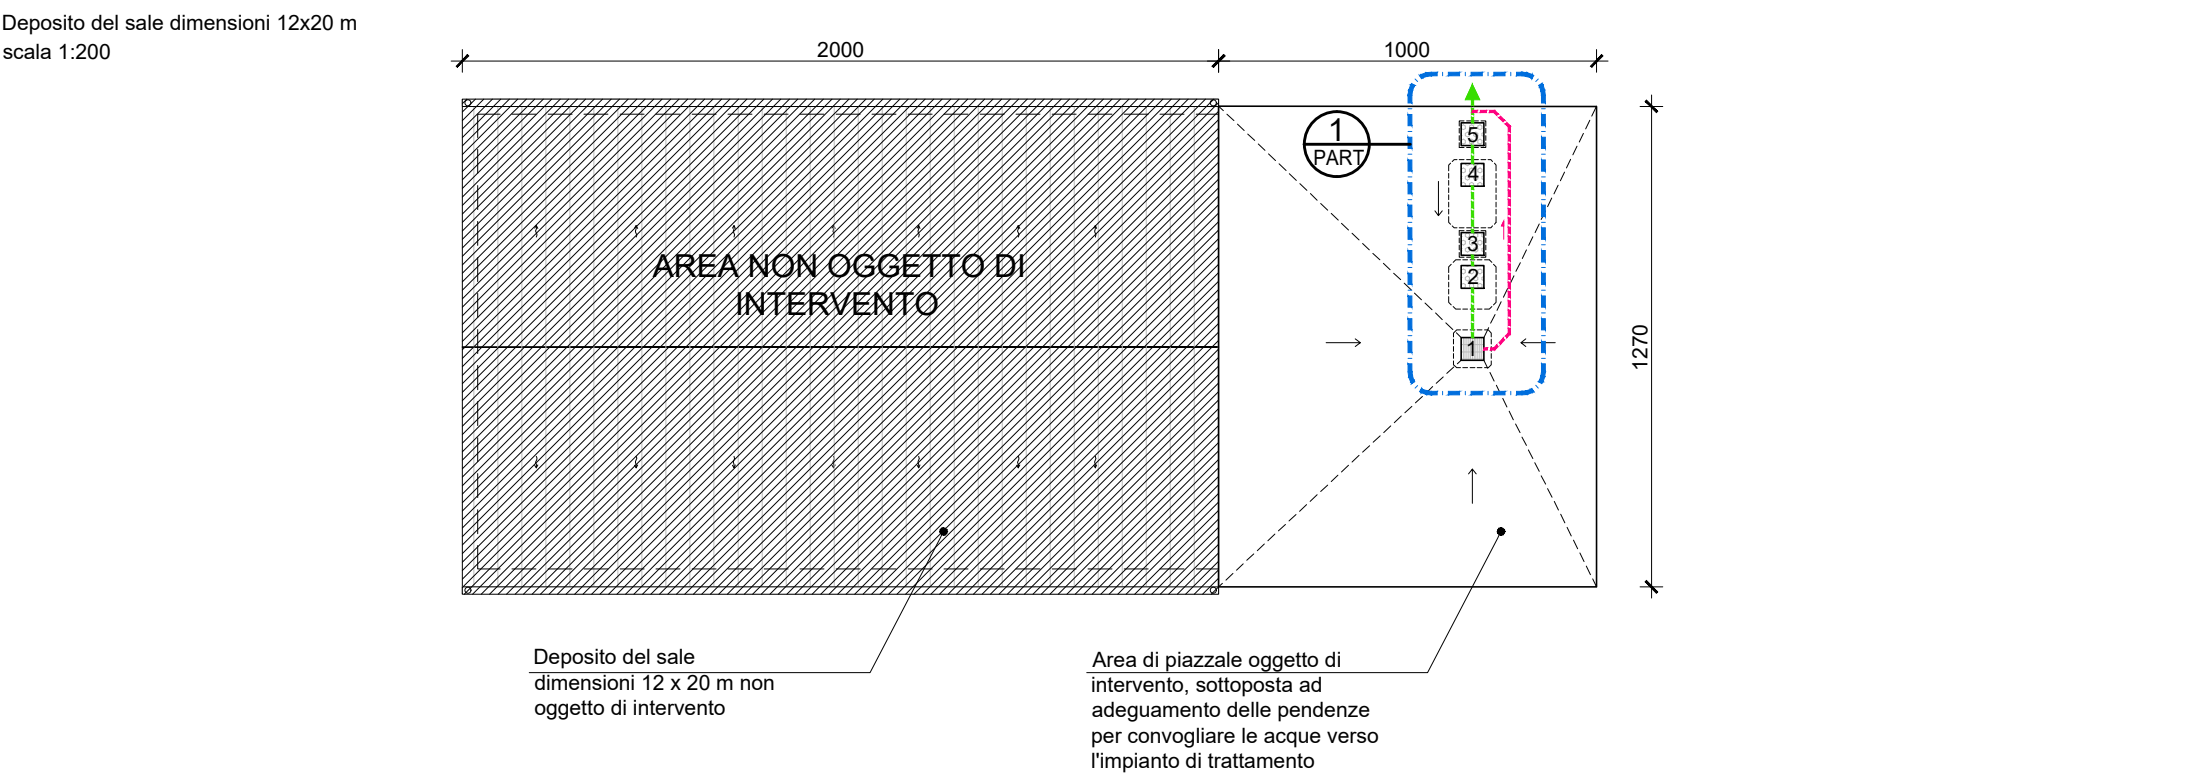 Deposito del sale dimensioni 12x20 m
scala 1:200
2000
1000
1
PART
5
4
3
2
1
AREA NON OGGETTO DI
INTERVENTO
1270
Deposito del sale
dimensioni 12 x 20 m non
oggetto di intervento
Area di piazzale oggetto di
intervento, sottoposta ad
adeguamento delle pendenze
per convogliare le acque verso
l'impianto di trattamento